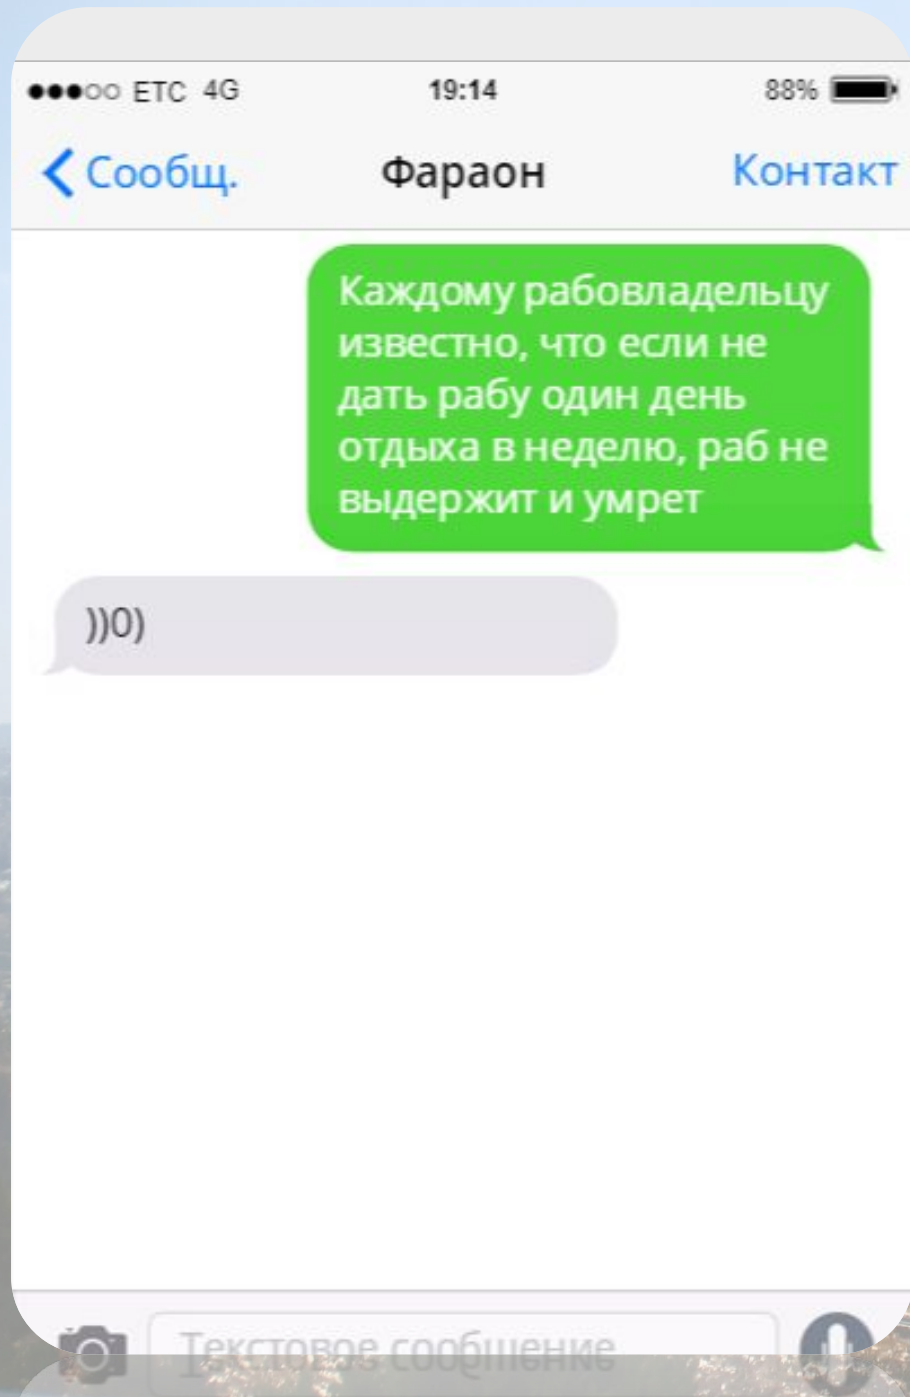 ETC 4G 19:14 88%
Сообщ. Фараон Контакт
Каждому рабовладельцу
известно, что если не
дать рабу один день
отдыха в неделю, раб не
выдержит и умрет
))0)
Текстовое сообщение